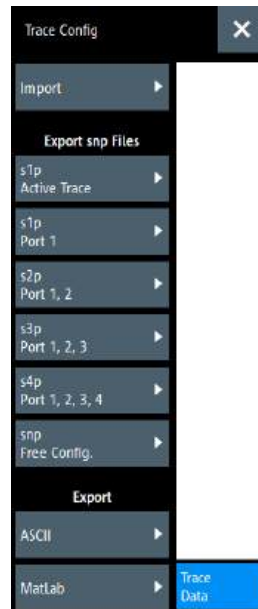 Trace Config
Import
Export snp Files
s1p
Active Trace
s1p
Port 1
s2p
Port 1, 2
s3p
Port 1, 2, 3
s4p
Port 1, 2, 3, 4
snp
Free Config.
Export
ASCII
MatLab
Trace
Data